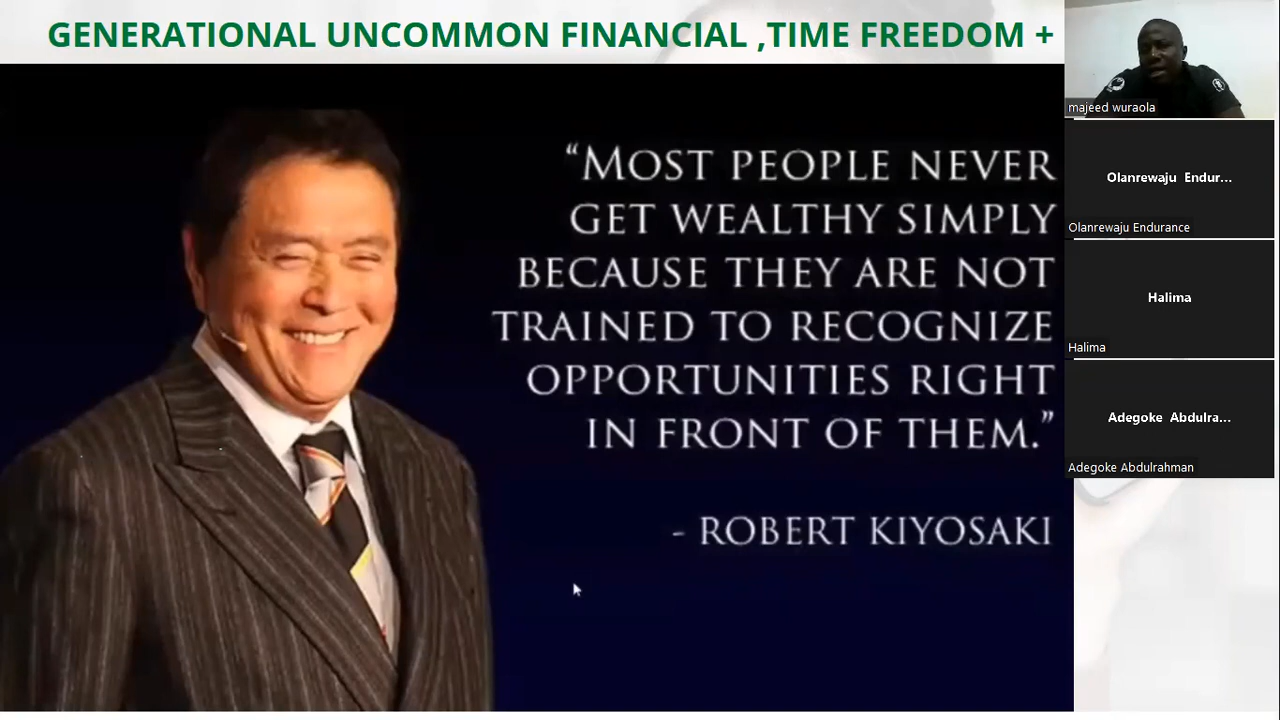 GENERATIONAL UNCOMMON FINANCIAL ,TIME FREEDOM +
“MOST PEOPLE NEVER
GET WEALTHY SIMPLY
BECAUSE THEY ARE NOT
TRAINED TO RECOGNIZE
OPPORTUNITIES RIGHT
IN FRONT OF THEM.”
- ROBERT KIYOSAKI
majeed wuraola
Olanrewaju Endur...
Olanrewaju Endurance
Halima
Halima
Adegoke Abdulra...
Adegoke Abdulrahman